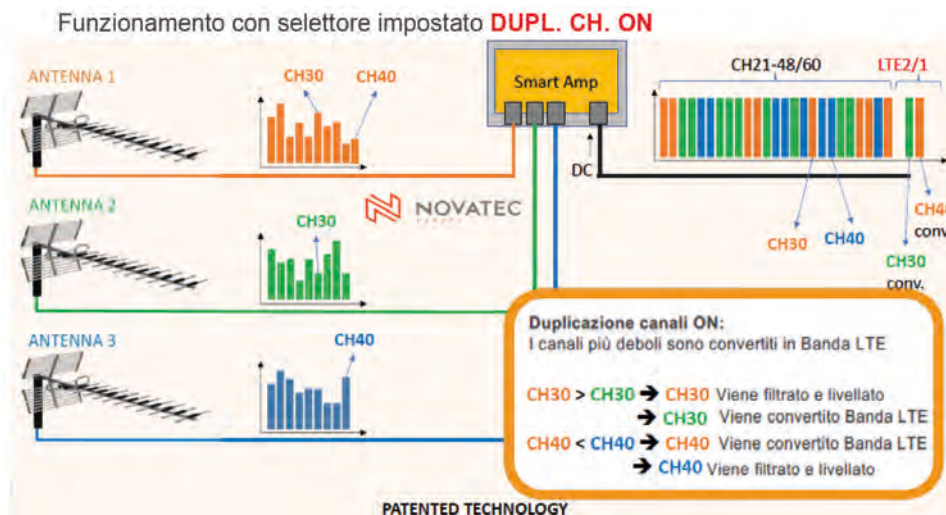 Funzionamento con selettore impostato DUPL. CH. ON
ANTENNA 1
CH30
CH40
Smart Amp
CH21-48/60
LTE2/1
DC
ANTENNA 2
CH30
NOVATEC
CH30
CH40
CH40
conv.
CH30
conv.
ANTENNA 3
CH40
Duplicazione canali ON:
I canali più deboli sono convertiti in Banda LTE
CH30 > CH30 ➔ CH30 Viene filtrato e livellato
➔ CH30 Viene convertito Banda LTE
CH40 < CH40 ➔ CH40 Viene convertito Banda LTE
➔ CH40 Viene filtrato e livellato
PATENTED TECHNOLOGY